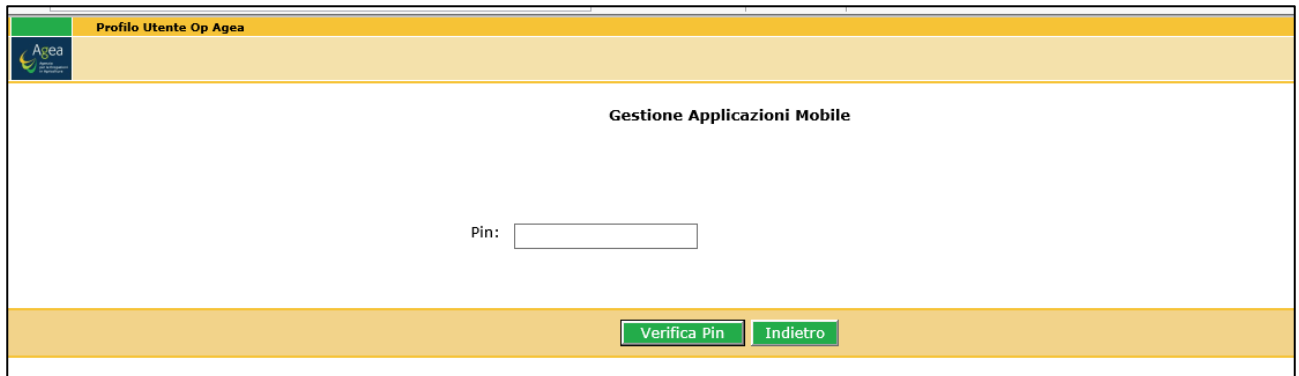 Profilo Utente Op Agea
Agea
Gestione Applicazioni Mobile
Pin:
Verifica Pin
Indietro